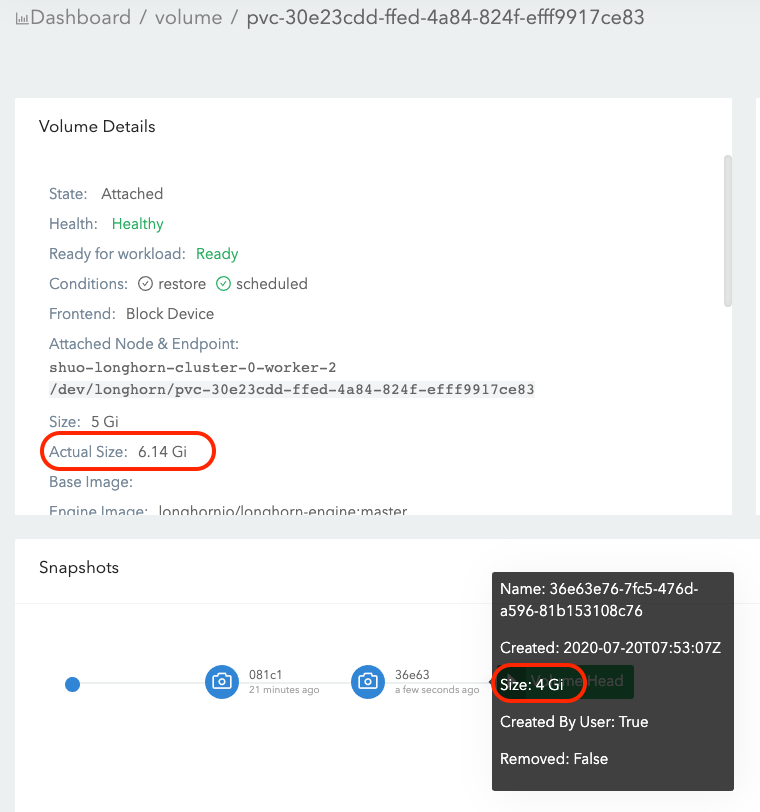 Dashboard / volume / pvc-30e23cdd-ffed-4a84-824f-efff9917ce83
Volume Details
State: Attached
Health: Healthy
Ready for workload: Ready
Conditions: restore scheduled
Frontend: Block Device
Attached Node & Endpoint:
shuo-longhorn-cluster-0-worker-2
/dev/longhorn/pvc-30e23cdd-ffed-4a84-824f-efff9917ce83
Size: 5 Gi
Actual Size: 6.14 Gi
Base Image:
Engine Image: longhornio/longhorn-engine:master
Snapshots
Name: 36e63e76-7fc5-476d-
a596-81b153108c76
Created: 2020-07-20T07:53:07Z
081c1
21 minutes ago
36e63
a few seconds ago
Volume Head
Size: 4 Gi
Created By User: True
Removed: False